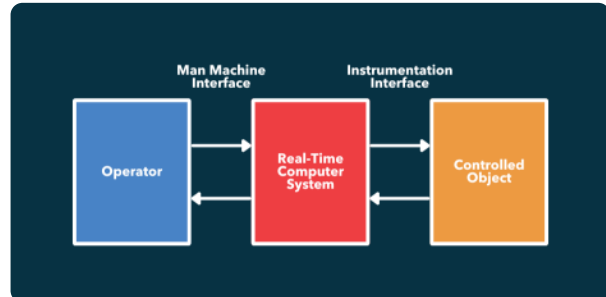 Man Machine
Interface
Instrumentation
Interface
Operator
Real-Time
Computer
System
Controlled
Object